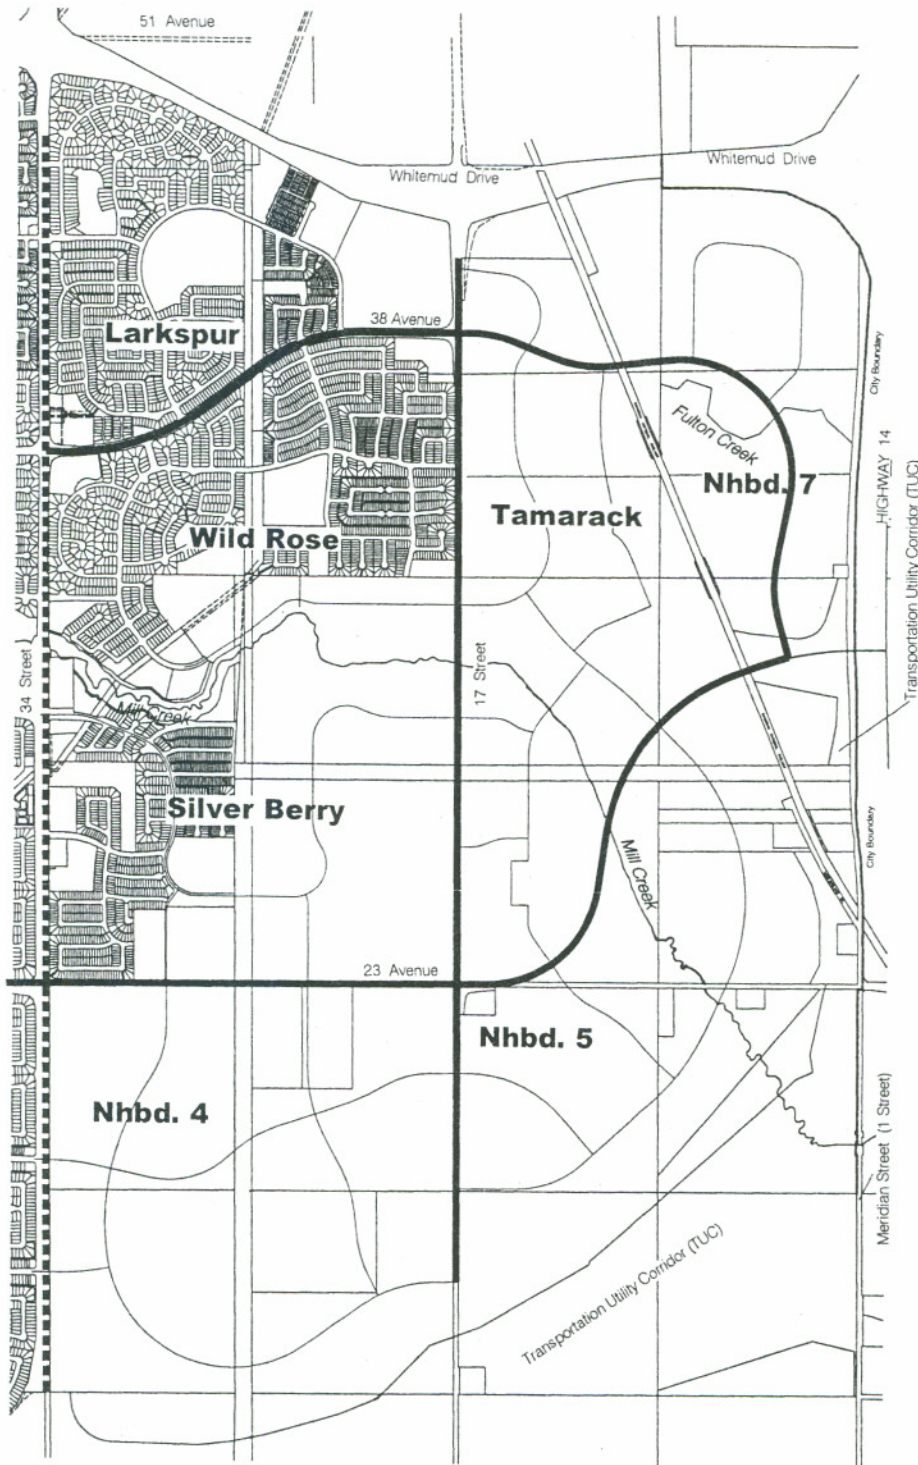 51 Avenue
Whitemud Drive
Whitemud Drive
38 Avenue
Larkspur
City Boundary
Fulton Creek
HIGHWAY 14
Nhbd. 7
Transportation Utility Corridor (TUC)
Tamarack
Wild Rose
34 Street
17 Street
Mill Creek
Silver Berry
Mill Creek
City Boundary
23 Avenue
Nhbd. 5
Nhbd. 4
Meridian Street (1 Street)
Transportation Utility Corridor (TUC)